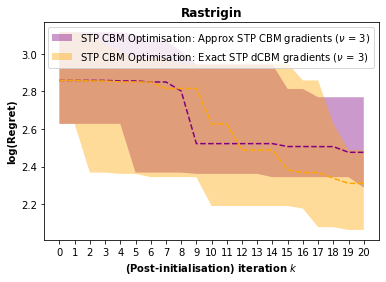 Rastrigin
STP CBM Optimisation: Approx STP CBM gradients (ν = 3)
STP CBM Optimisation: Exact STP dCBM gradients (ν = 3)
log(Regret)
3.0
2.8
2.6
2.4
2.2
0 1 2 3 4 5 6 7 8 9 10 11 12 13 14 15 16 17 18 19 20
(Post-initialisation) iteration k